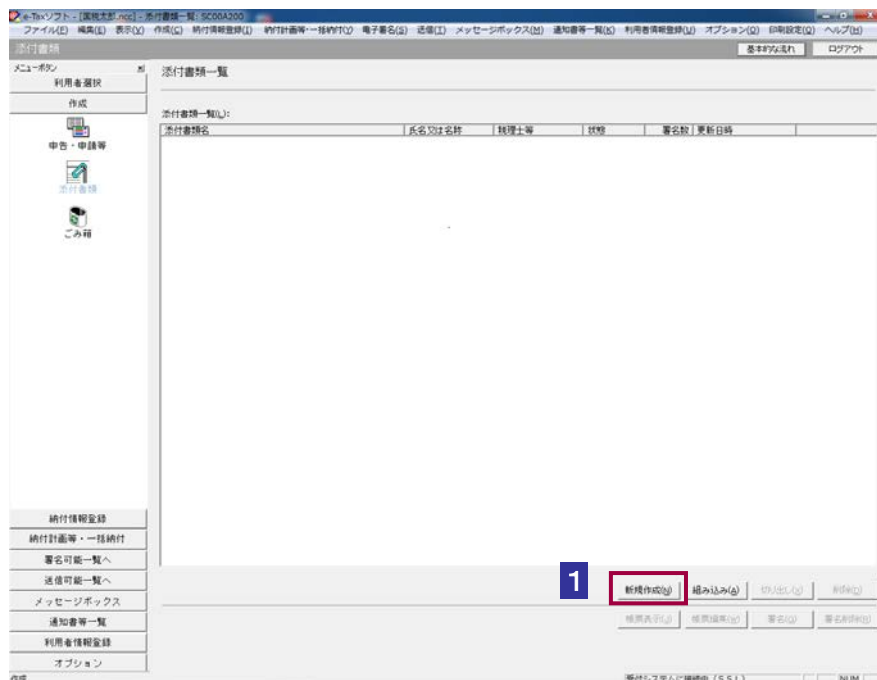 e-Taxソフト - [国税太郎.ncc] - 添付書類一覧: SC00A200
ファイル(F) 編集(E) 表示(V) 作成(C) 納付情報登録(I) 納付計画等・一括納付(Y) 電子署名(S) 送信(T) メッセージボックス(M) 通知書等一覧(K) 利用者情報登録(U) オプション(O) 印刷設定(Q) ヘルプ(H)
添付書類 基本的な流れ ログアウト
メニューボタン
利用者選択
作成
申告・申請等
添付書類
ごみ箱
納付情報登録
納付計画等・一括納付
署名可能一覧へ
送信可能一覧へ
メッセージボックス
通知書等一覧
利用者情報登録
オプション
添付書類一覧
添付書類一覧(L):
添付書類名 氏名又は名称 税理士等 状態 署名数 更新日時
1
新規作成(N) 組み込み(A) 切り出し(O) 削除(D)
帳票表示(J) 帳票編集(W) 署名(G) 署名削除(B)
作成 受付システムに接続中 (SSL) NUM